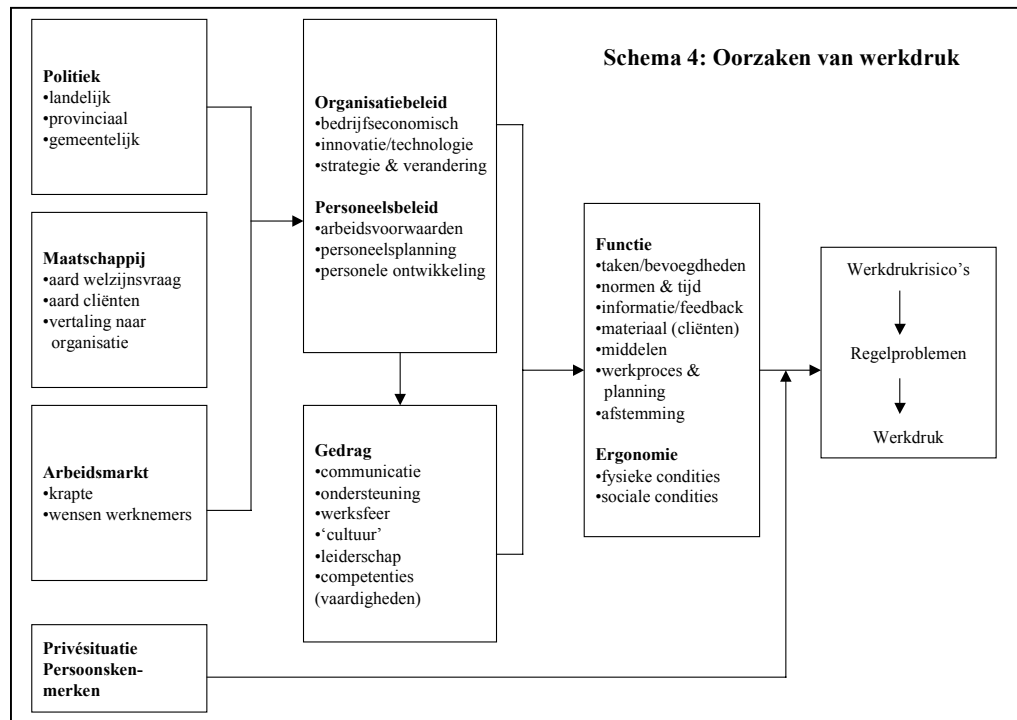 Schema 4: Oorzaken van werkdruk
Politiek
•landelijk
•provinciaal
•gemeentelijk
Maatschappij
•aard welzijnsvraag
•aard cliënten
•vertaling naar
organisatie
Arbeidsmarkt
•krapte
•wensen werknemers
Privésituatie
Persoonsken-
merken
Organisatiebeleid
•bedrijfseconomisch
•innovatie/technologie
•strategie & verandering
Personeelsbeleid
•arbeidsvoorwaarden
•personeelsplanning
•personele ontwikkeling
Gedrag
•communicatie
•ondersteuning
•werksfeer
•‘cultuur’
•leiderschap
•competenties
(vaardigheden)
Functie
•taken/bevoegdheden
•normen & tijd
•informatie/feedback
•materiaal (cliënten)
•middelen
•werkproces &
planning
•afstemming
Ergonomie
•fysieke condities
•sociale condities
Werkdrukrisico’s
Regelproblemen
Werkdruk